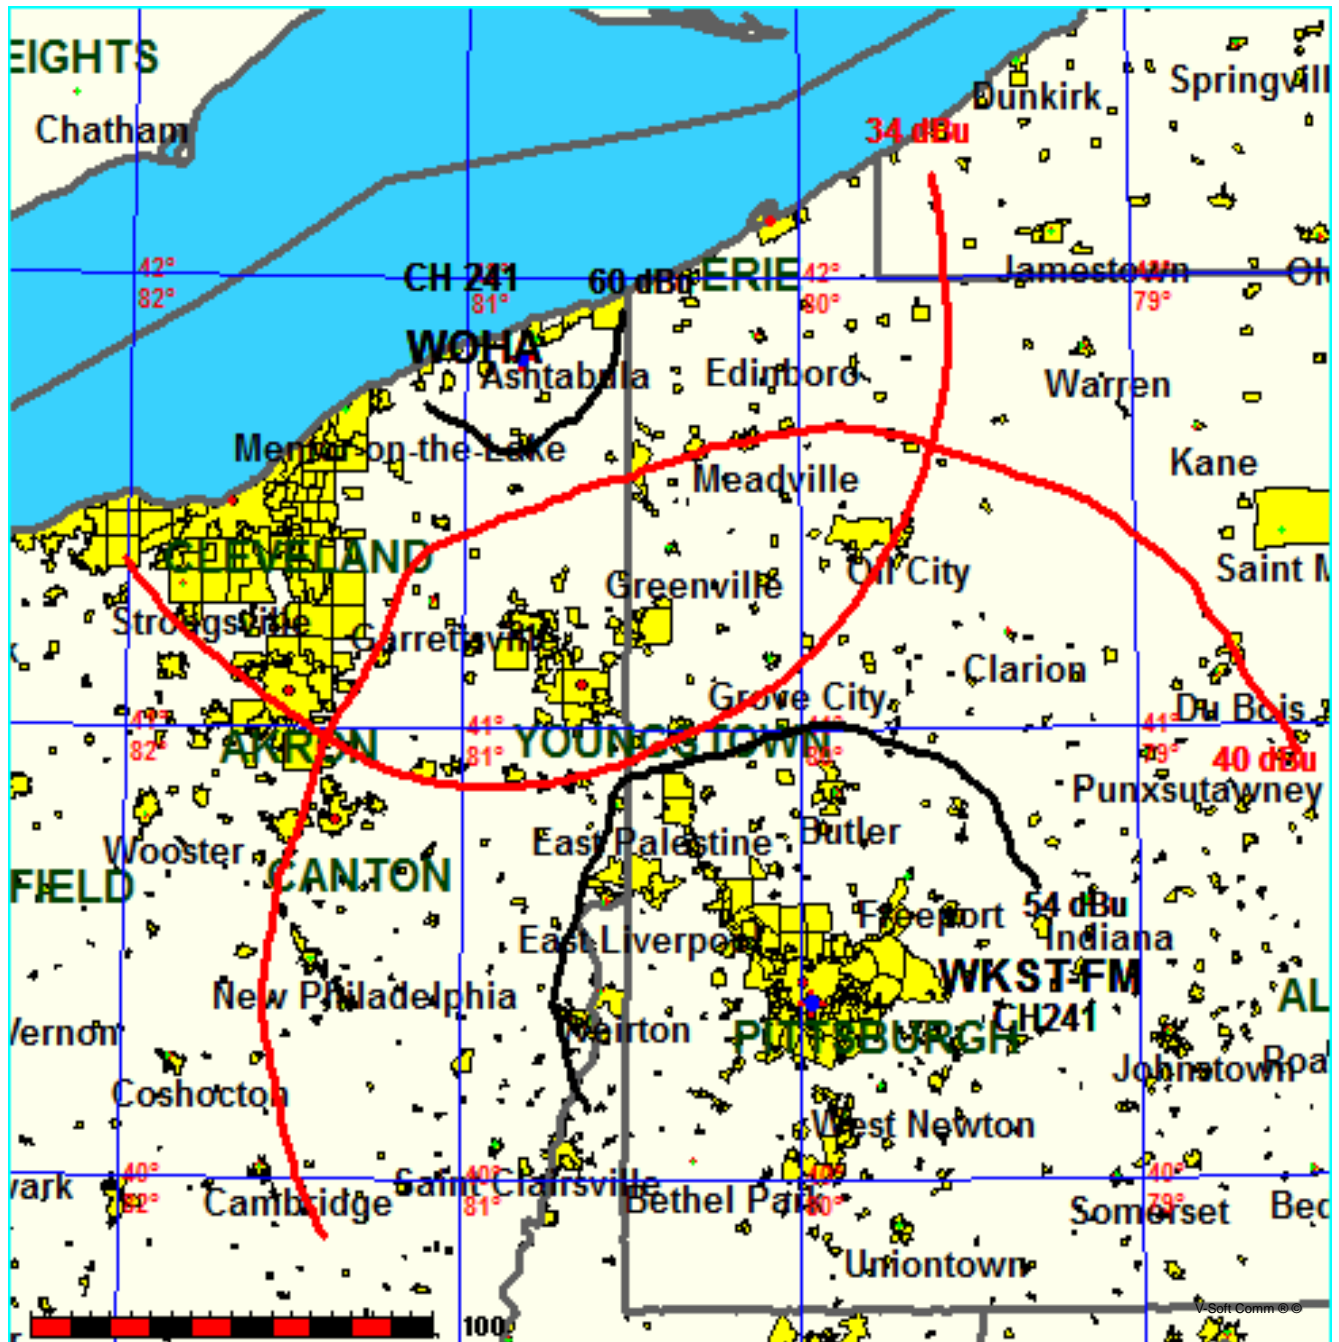 EIGHTS
Chatham
Springvill
Dunkirk
34 dBu
42°
82°
CH 241
81°
60 dBu
ERIE
42°
80°
Jamestown
79°
WOHA
Ashtabula
Edinboro
Warren
Mentor-on-the-Lake
Meadville
Kane
CLEVELAND
Greenville
Oil City
Saint M
Strongsville
Garrettsville
Clarion
Grove City
Du Bois
41°
82°
AKRON
41°
81°
YOUNGSTOWN
41°
80°
41°
79°
40 dBu
Punxsutawney
Wooster
East Palestine
Butler
FIELD
CANTON
54 dBu
Freeport
Indiana
East Liverpool
New Philadelphia
WKST-FM
CH241
AL
Vernon
Weirton
PITTSBURGH
Johnstown
Roa
Coshocton
West Newton
40°
82°
40°
81°
40°
80°
40°
79°
Cambridge
Saint Clairsville
Bethel Park
Somerset
Bed
Uniontown
V-Soft Comm ® ©
100